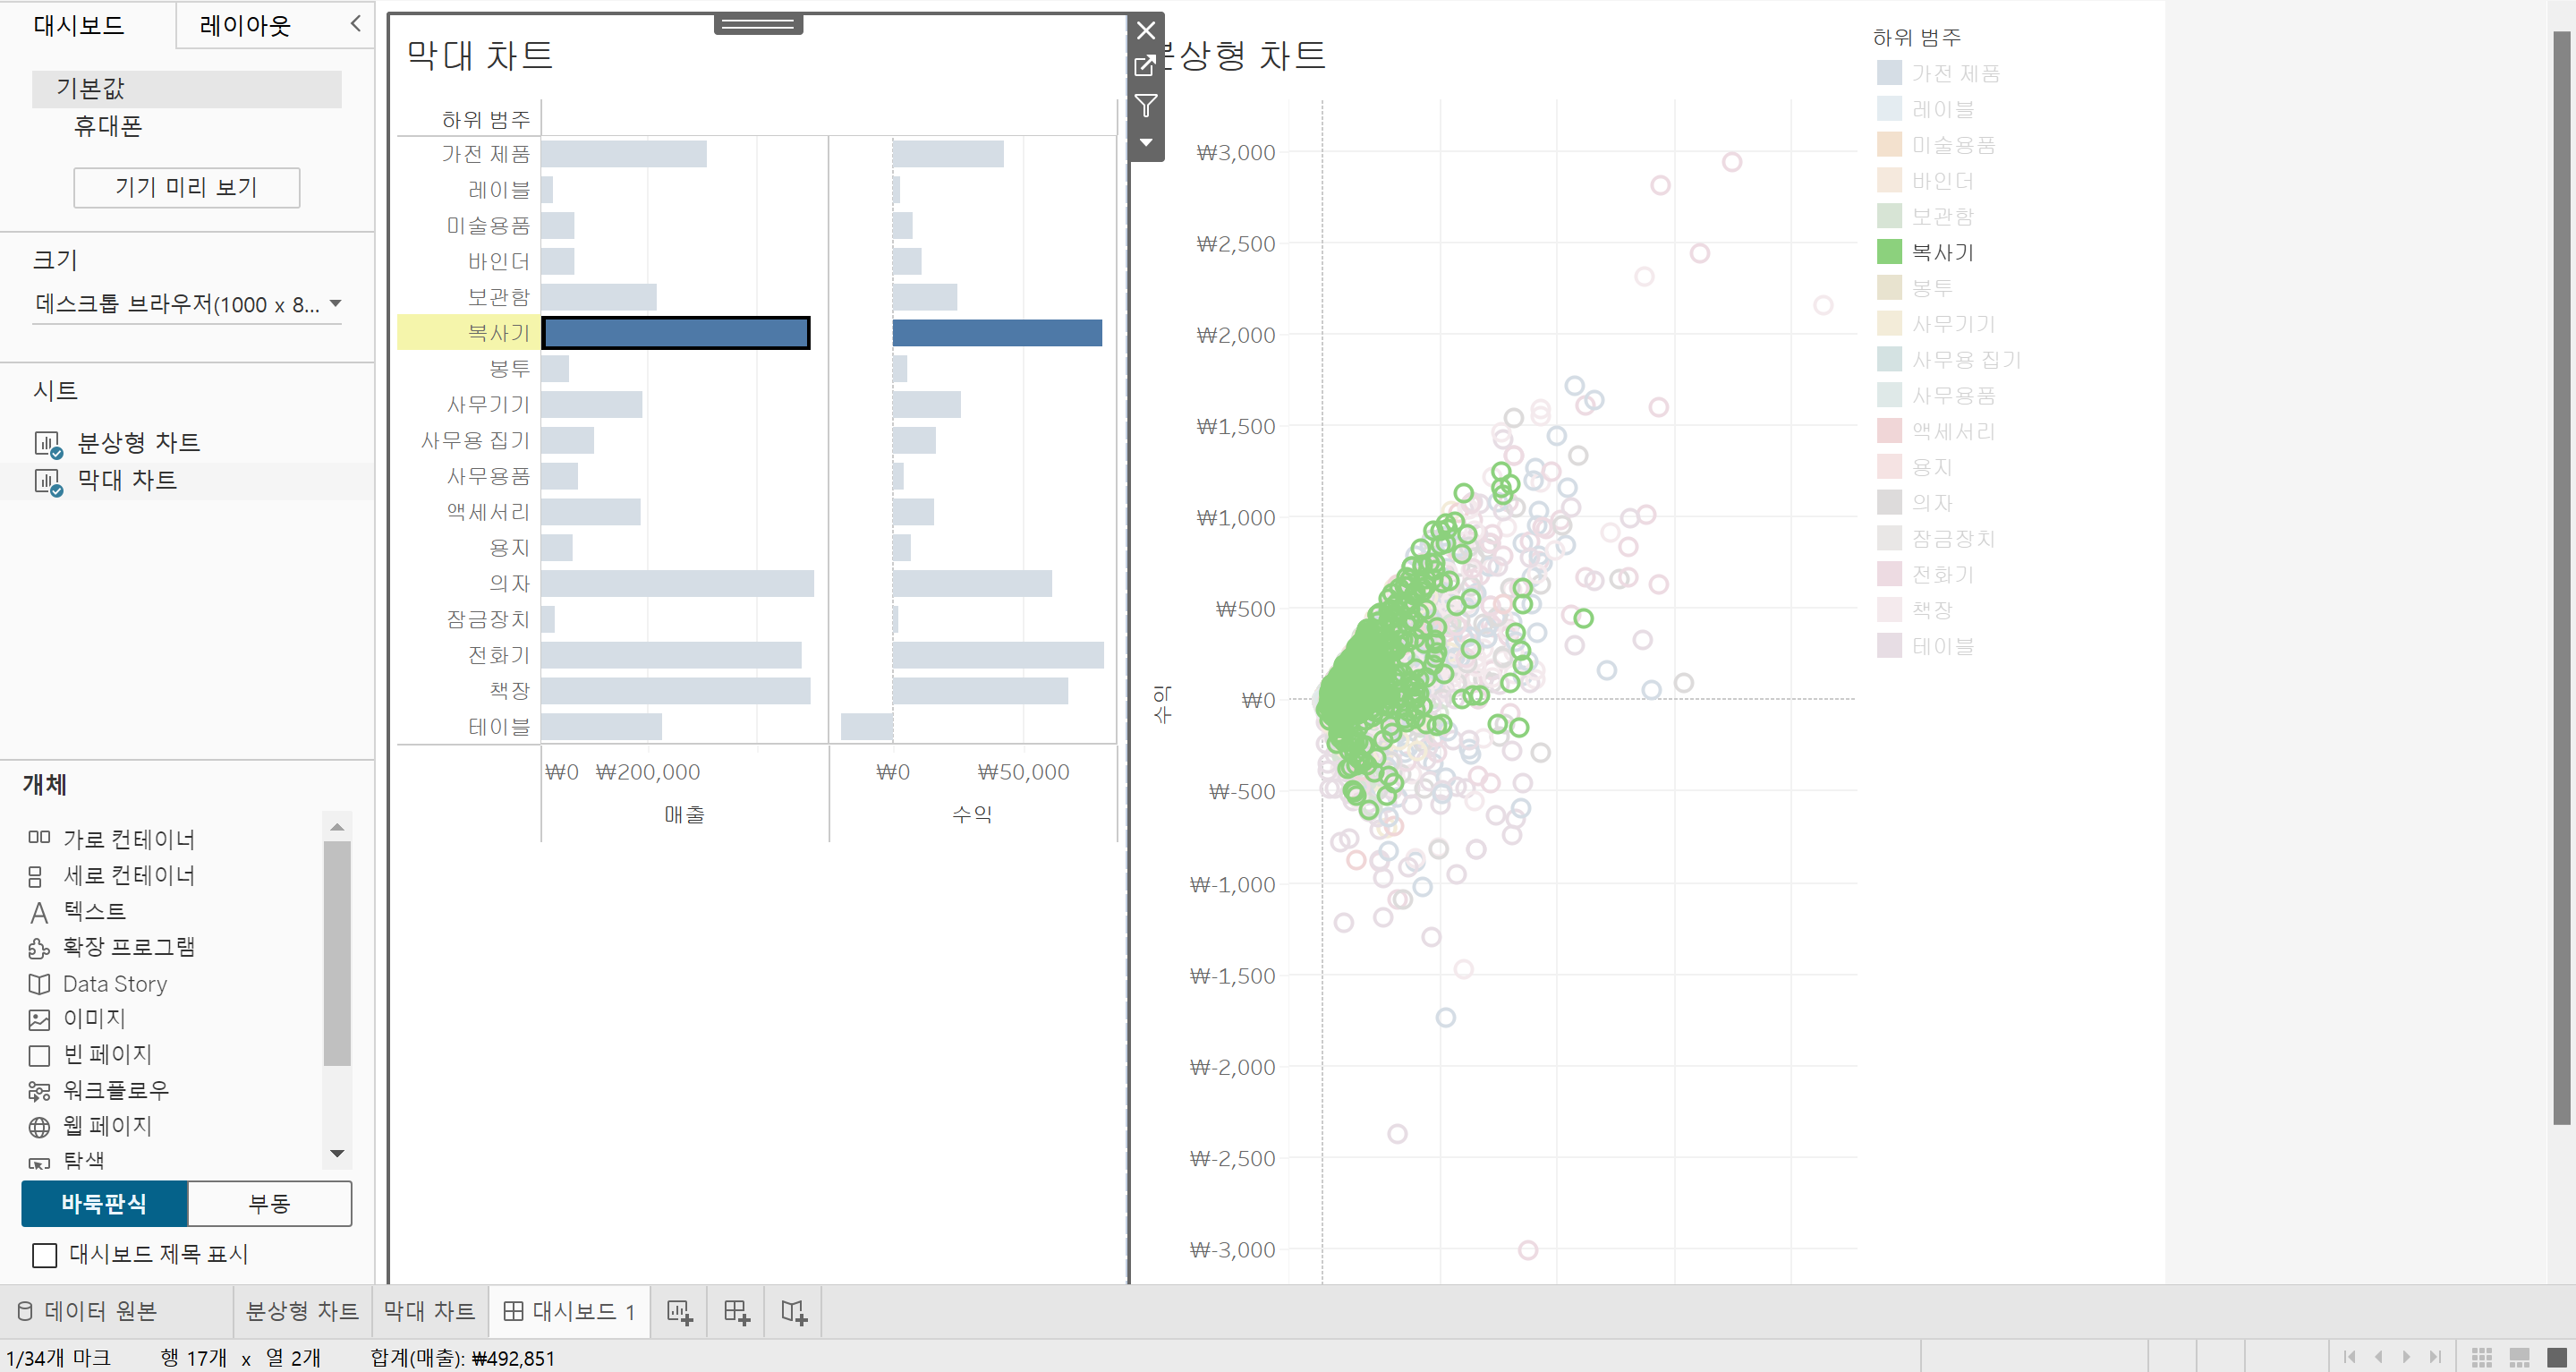 대시보드
레이아웃
기본값
휴대폰
기기 미리 보기
크기
데스크톱 브라우저(1000 x 8...
시트
분상형 차트
막대 차트
개체
가로 컨테이너
세로 컨테이너
텍스트
확장 프로그램
Data Story
이미지
빈 페이지
워크플로우
웹 페이지
탐색
바둑판식
부동
대시보드 제목 표시
막대 차트
하위 범주
가전 제품
레이블
미술용품
바인더
보관함
복사기
봉투
사무기기
사무용 집기
사무용품
액세서리
용지
의자
잠금장치
전화기
책장
테이블
₩0 ₩200,000
매출
₩0 ₩50,000
수익
분상형 차트
₩3,000
₩2,500
₩2,000
₩1,500
₩1,000
₩500
₩0
₩-500
₩-1,000
₩-1,500
₩-2,000
₩-2,500
₩-3,000
수익
하위 범주
가전 제품
레이블
미술용품
바인더
보관함
복사기
봉투
사무기기
사무용 집기
사무용품
액세서리
용지
의자
잠금장치
전화기
책장
테이블
데이터 원본
분상형 차트
막대 차트
대시보드 1
1/34개 마크 행 17개 x 열 2개 합계(매출): ₩492,851